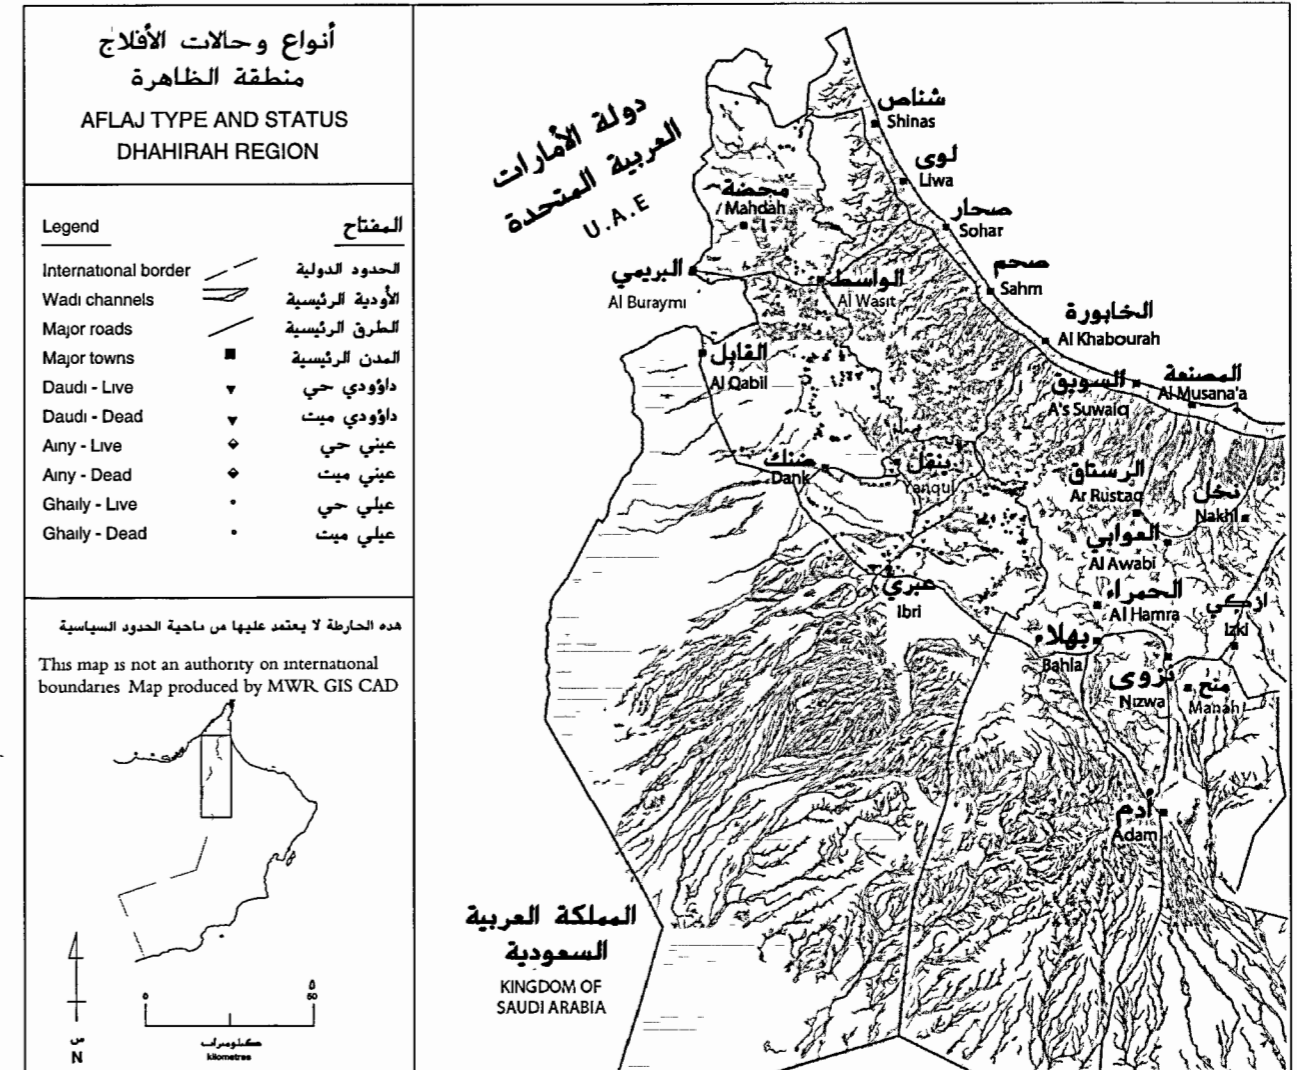 أنواع وحالات الأفلاج
منطقة الظاهرة
AFLAJ TYPE AND STATUS
DHAHIRAH REGION
Legend المفتاح
International border الحدود الدولية
Wadi channels الأودية الرئيسية
Major roads الطرق الرئيسية
Major towns المدن الرئيسية
Daudi - Live داؤودي حي
Daudi - Dead داؤودي ميت
Ainy - Live عيني حي
Ainy - Dead عيني ميت
Ghaily - Live عيلي حي
Ghaily - Dead عيلي ميت
هذه الخارطة لا يعتمد عليها من ناحية الحدود السياسية
This map is not an authority on international
boundaries Map produced by MWR GIS CAD
0 50
كيلومترات
kilometres
س
N
دولة الأمارات
العربية المتحدة
U.A.E
شناص
Shinas
لوى
Liwa
محضة
Mahdah
صحار
Sohar
البريمي
Al Buraymi
الواسط
Al Wasit
صحم
Sahm
الخابورة
Al Khabourah
القابل
Al Qabil
السويق
A's Suwaiq
المصنعة
Al Musana'a
ضنك
Dank
ينقل
Yanqul
الرستاق
Ar Rustaq
نخل
Nakhl
العوابي
Al Awabi
عبري
Ibri
الحمراء
Al Hamra
ازكي
Izki
بهلاء
Bahla
نزوى
Nizwa
منح
Manah
أدم
Adam
المملكة العربية
السعودية
KINGDOM OF
SAUDI ARABIA